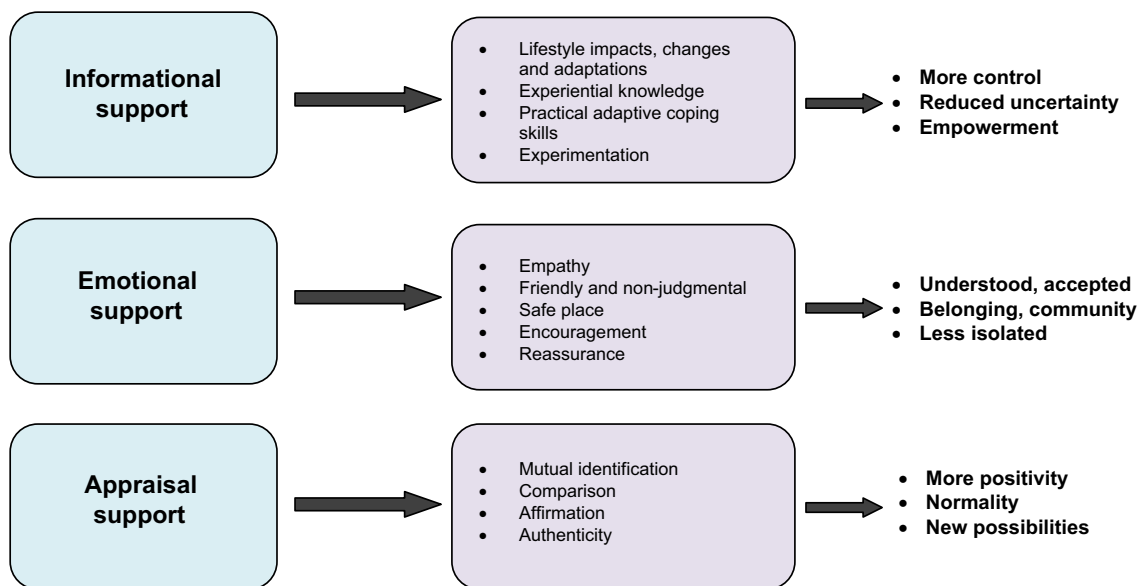 Informational
support
• Lifestyle impacts, changes
and adaptations
• Experiential knowledge
• Practical adaptive coping
skills
• Experimentation
• More control
• Reduced uncertainty
• Empowerment
Emotional
support
• Empathy
• Friendly and non-judgmental
• Safe place
• Encouragement
• Reassurance
• Understood, accepted
• Belonging, community
• Less isolated
Appraisal
support
• Mutual identification
• Comparison
• Affirmation
• Authenticity
• More positivity
• Normality
• New possibilities